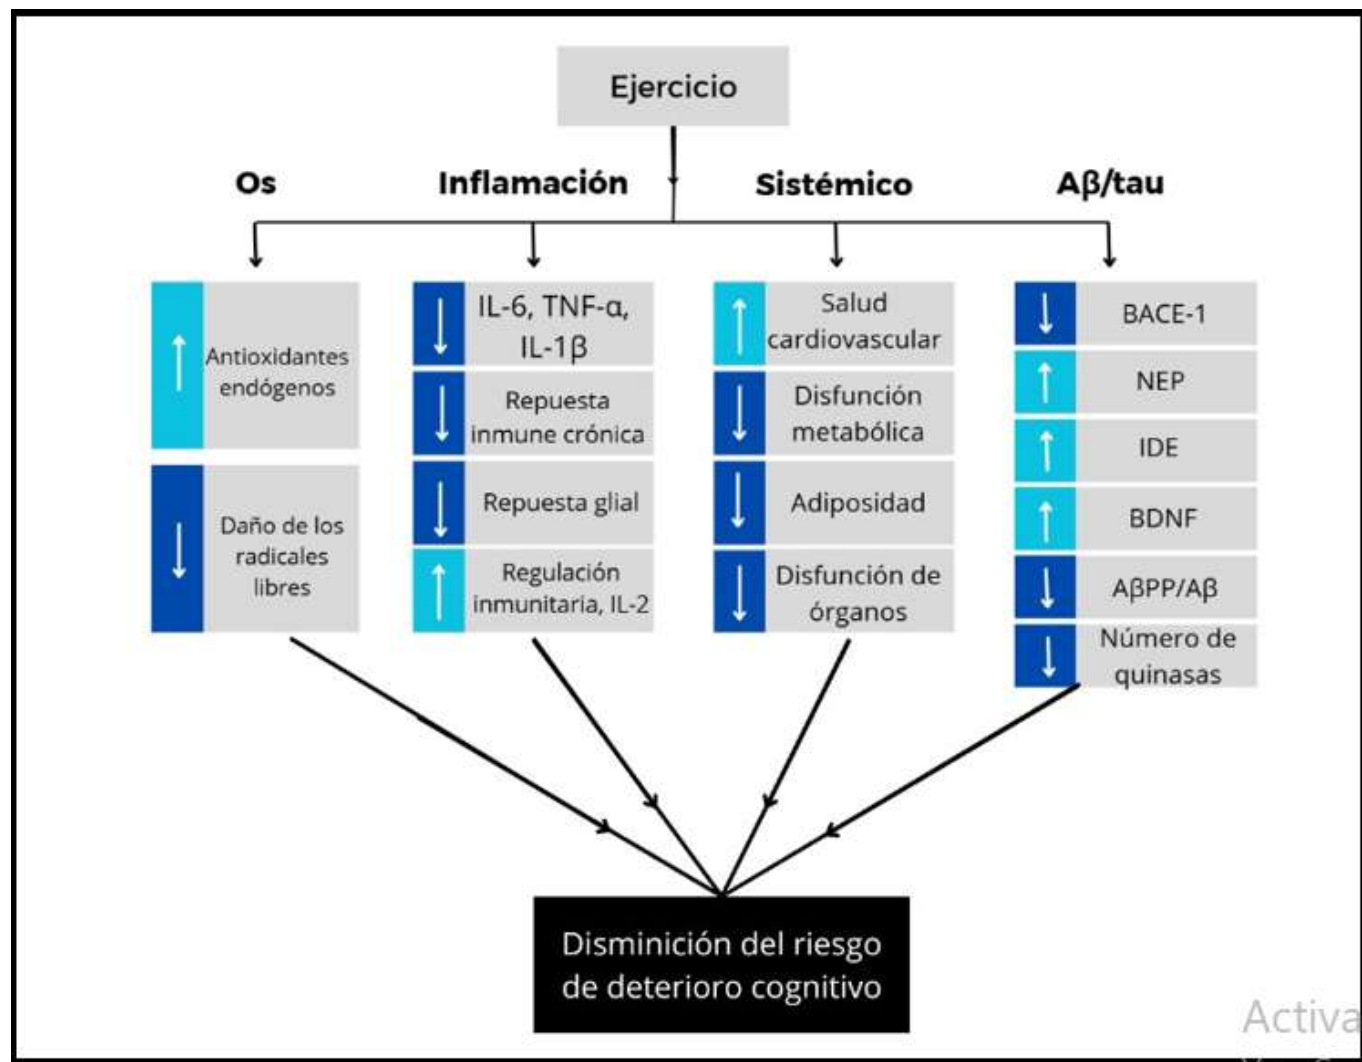 Ejercicio
Os
Inflamación
Sistémico
Aβ/tau
↑
Antioxidantes
endógenos
↓
Daño de los
radicales
libres
↓
IL-6, TNF-α,
IL-1β
↓
Repuesta
inmune crónica
↓
Repuesta glial
↑
Regulación
inmunitaria, IL-2
↑
Salud
cardiovascular
↓
Disfunción
metabólica
↓
Adiposidad
↓
Disfunción de
órganos
↓
BACE-1
↑
NEP
↑
IDE
↑
BDNF
↓
AβPP/Aβ
↓
Número de
quinasas
Disminición del riesgo
de deterioro cognitivo
Activa